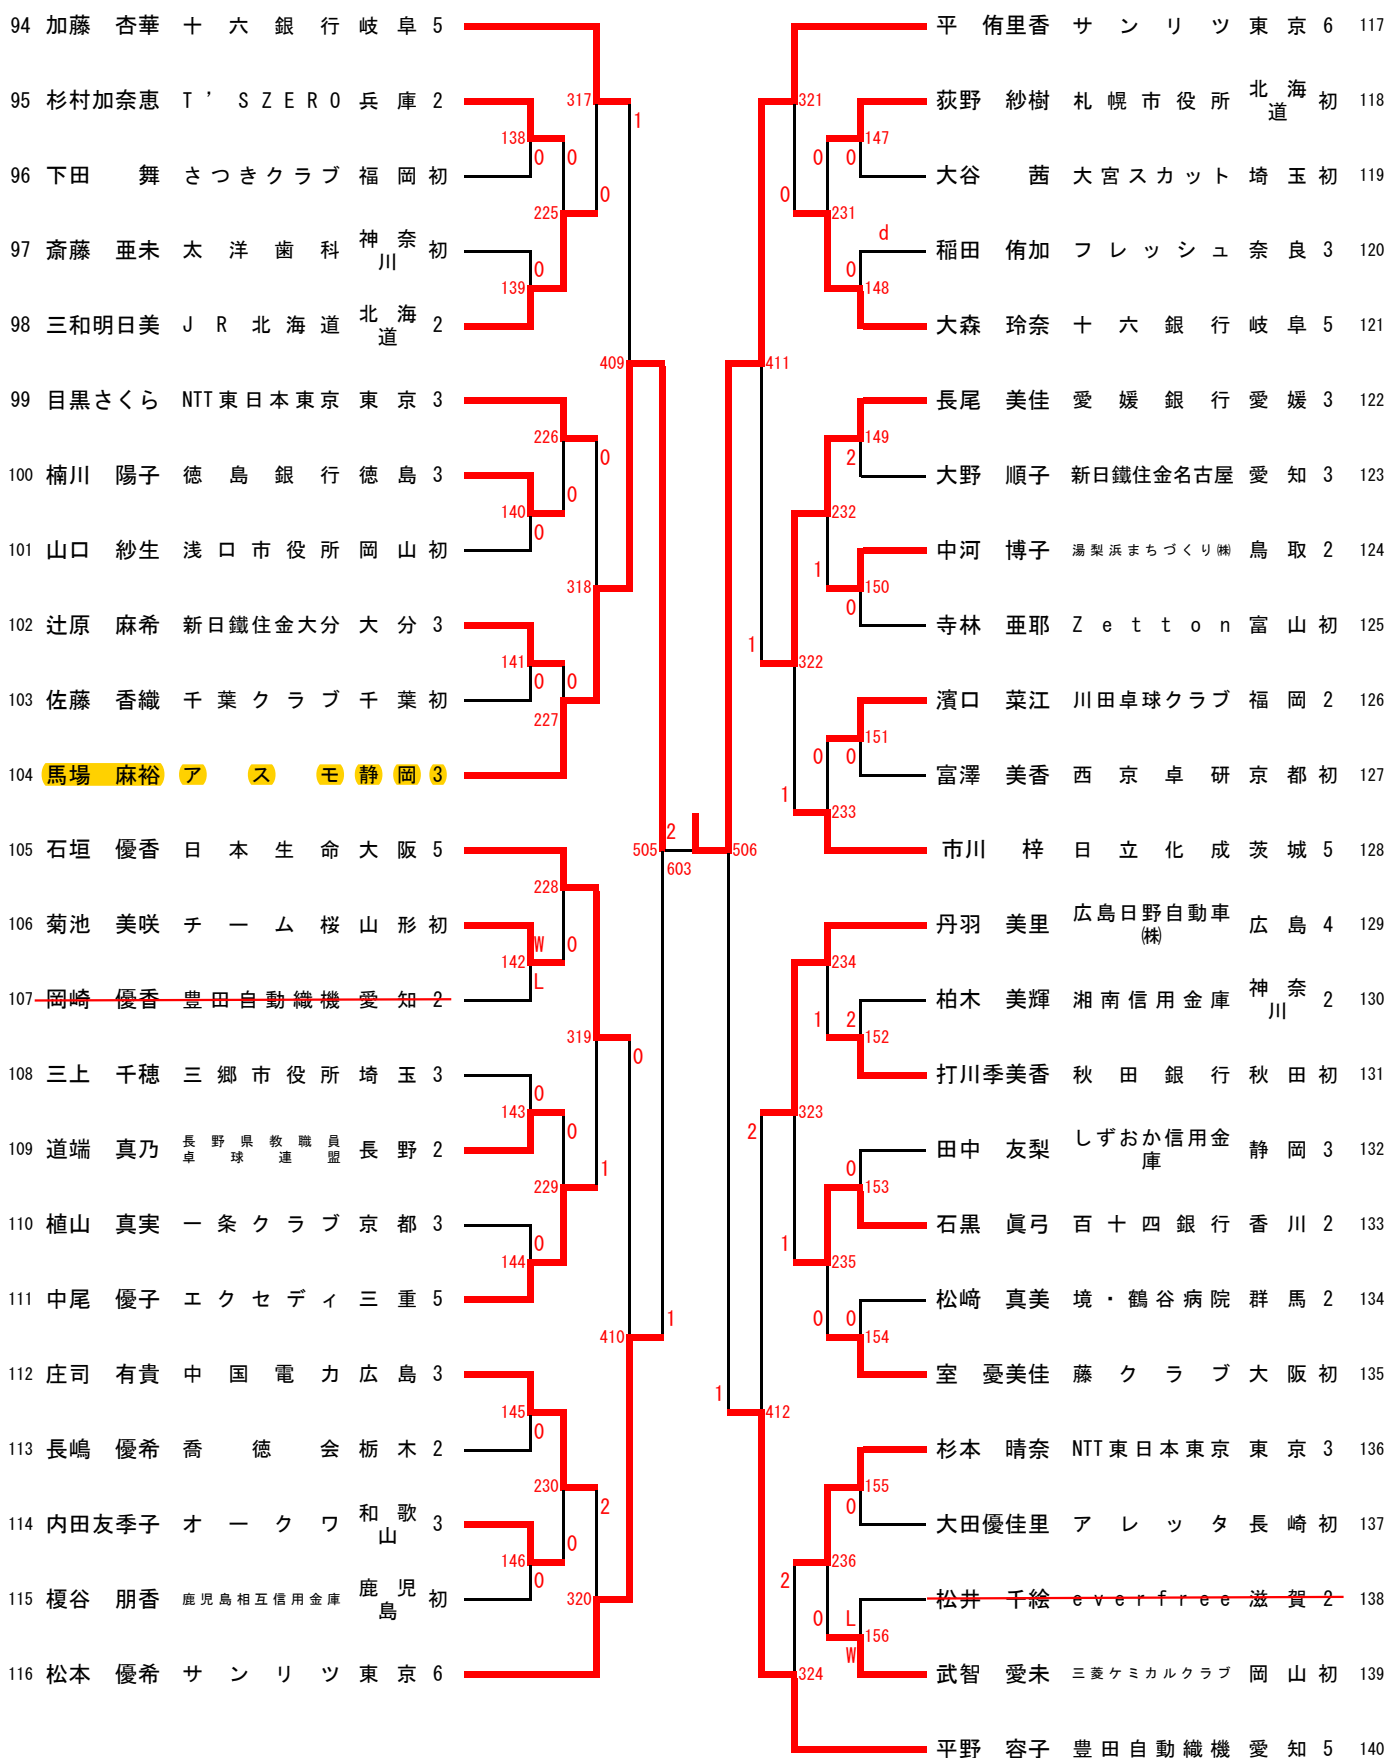 94 加藤 杏華 十六銀行 岐阜 5
95 杉村加奈恵 T’SZERO 兵庫 2
96 下田 舞 さつきクラブ 福岡 初
97 斎藤 亜未 太洋歯科 神奈川 初
98 三和明日美 JR北海道 北海道 2
99 目黒さくら NTT東日本東京 東京 3
100 楠川 陽子 徳島銀行 徳島 3
101 山口 紗生 浅口市役所 岡山 初
102 辻原 麻希 新日鐵住金大分 大分 3
103 佐藤 香織 千葉クラブ 千葉 初
104 馬場 麻裕 アスモ 静岡 3
105 石垣 優香 日本生命 大阪 5
106 菊池 美咲 チーム桜 山形 初
107 岡崎 優香 豊田自動織機 愛知 2
108 三上 千穂 三郷市役所 埼玉 3
109 道端 真乃 長野県教職員卓球連盟 長野 2
110 植山 真実 一条クラブ 京都 3
111 中尾 優子 エクセディ 三重 5
112 庄司 有貴 中国電力 広島 3
113 長嶋 優希 喬徳会 栃木 2
114 内田友季子 オークワ 和歌山 3
115 榎谷 朋香 鹿児島相互信用金庫 鹿児島 初
116 松本 優希 サンリツ 東京 6
138 0
139 0
140 0
141 0
142 W L
143 0
144 0
145 0
146 0
225 0
226 0
227 0
228 0
229 0
230 0
317 0
318 0
319 1
320 2
409 1
410 0
505 1
603 2
506 1
411 1
412 2
321 0
322 1
323 1
324 2
231 0
232 1
233 0
234 1
235 0
236 0
147 0
148 0 d
149 2
150 0
151 0
152 2
153 0
154 0
155 0
156 L W
平 侑里香 サンリツ 東京 6 117
荻野 紗樹 札幌市役所 北海道 初 118
大谷 茜 大宮スカット 埼玉 初 119
稲田 侑加 フレッシュ 奈良 3 120
大森 玲奈 十六銀行 岐阜 5 121
長尾 美佳 愛媛銀行 愛媛 3 122
大野 順子 新日鐵住金名古屋 愛知 3 123
中河 博子 湯梨浜まちづくり㈱ 鳥取 2 124
寺林 亜耶 Zetton 富山 初 125
濱口 菜江 川田卓球クラブ 福岡 2 126
富澤 美香 西京卓研 京都 初 127
市川 梓 日立化成 茨城 5 128
丹羽 美里 広島日野自動車㈱ 広島 4 129
柏木 美輝 湘南信用金庫 神奈川 2 130
打川季美香 秋田銀行 秋田 初 131
田中 友梨 しずおか信用金庫 静岡 3 132
石黒 眞弓 百十四銀行 香川 2 133
松﨑 真美 境・鶴谷病院 群馬 2 134
室 憂美佳 藤クラブ 大阪 初 135
杉本 晴奈 NTT東日本東京 東京 3 136
大田優佳里 アレッタ 長崎 初 137
松井 千絵 everfree 滋賀 2 138
武智 愛未 三菱ケミカルクラブ 岡山 初 139
平野 容子 豊田自動織機 愛知 5 140